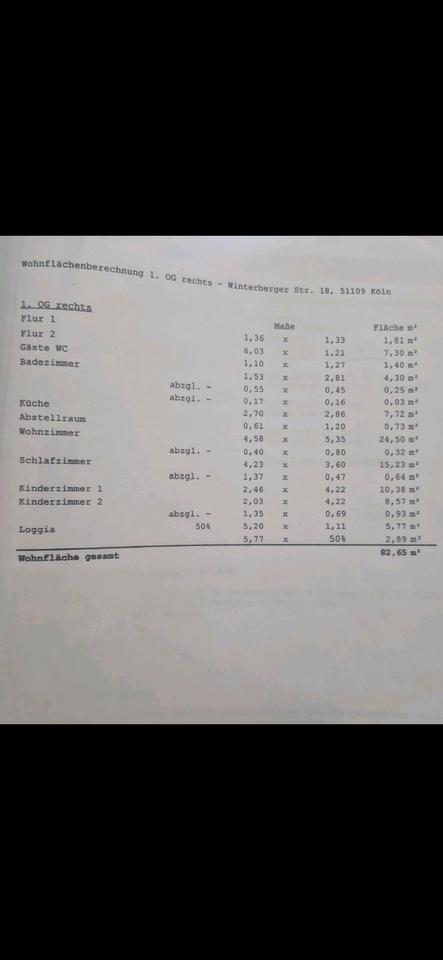 Wohnflächenberechnung 1. OG rechts - Winterberger Str. 18, 51109 Köln
1. OG rechts
Maße Fläche m²
Flur 1 1,36 x 1,33 1,81 m²
Flur 2 6,03 x 1,21 7,30 m²
Gäste WC 1,10 x 1,27 1,40 m²
Badezimmer 1,53 x 2,81 4,30 m²
abzgl. - 0,55 x 0,45 0,25 m²
abzgl. - 0,17 x 0,16 0,03 m²
Küche 2,70 x 2,86 7,72 m²
Abstellraum 0,61 x 1,20 0,73 m²
Wohnzimmer 4,58 x 5,35 24,50 m²
abzgl. - 0,40 x 0,80 0,32 m²
Schlafzimmer 4,23 x 3,60 15,23 m²
abzgl. - 1,37 x 0,47 0,64 m²
Kinderzimmer 1 2,46 x 4,22 10,38 m²
Kinderzimmer 2 2,03 x 4,22 8,57 m²
abzgl. - 1,35 x 0,69 0,93 m²
50% 5,20 x 1,11 5,77 m²
Loggia 5,77 x 50% 2,89 m²
Wohnfläche gesamt 82,65 m²